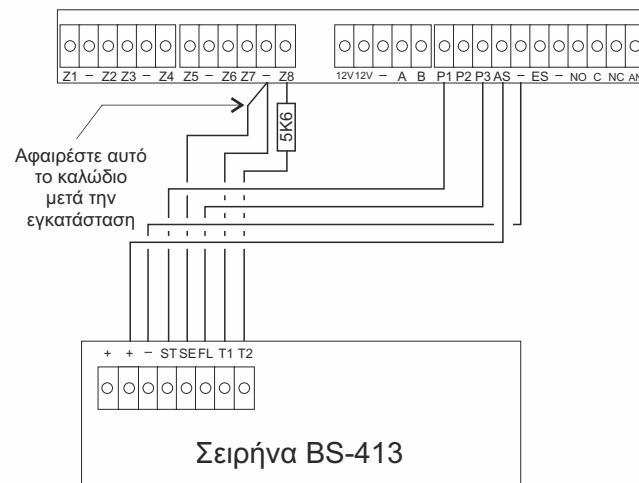 Z1 – Z2 Z3 – Z4 Z5 – Z6 Z7 – Z8 12V 12V – A B P1 P2 P3 AS – ES – NO C NC AN
5K6
Αφαιρέστε αυτό
το καλώδιο
μετά την
εγκατάσταση
+ + – ST SE FL T1 T2
Σειρήνα BS-413